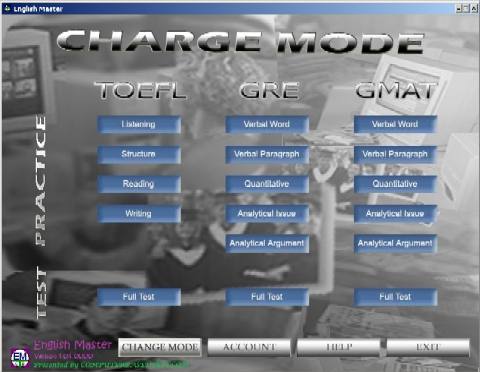 English Master
CHARGE MODE
TOEFL GRE GMAT
PRACTICE
Listening Verbal Word Verbal Word
Structure Verbal Paragraph Verbal Paragraph
Reading Quantitative Quantitative
Writing Analytical Issue Analytical Issue
Analytical Argument Analytical Argument
TEST
Full Test Full Test Full Test
EM
English Master
CHANGE MODE ACCOUNT HELP EXIT
Presented by